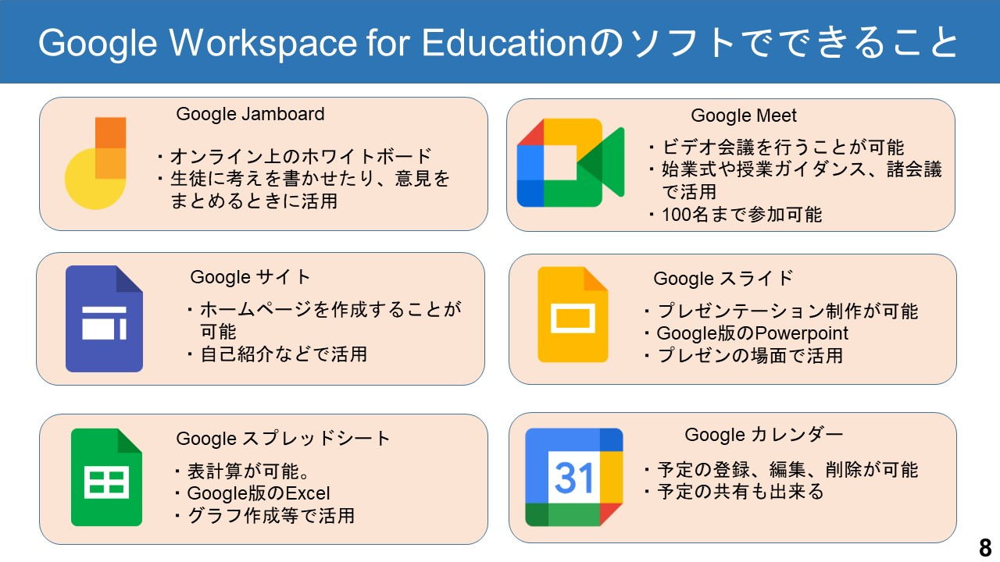 Google Workspace for Educationのソフトでできること
Google Jamboard
・オンライン上のホワイトボード
・生徒に考えを書かせたり、意見を
まとめるときに活用
Google Meet
・ビデオ会議を行うことが可能
・始業式や授業ガイダンス、諸会議
で活用
・100名まで参加可能
Google サイト
・ホームページを作成することが
可能
・自己紹介などで活用
Google スライド
・プレゼンテーション制作が可能
・Google版のPowerpoint
・プレゼンの場面で活用
Google スプレッドシート
・表計算が可能。
・Google版のExcel
・グラフ作成等で活用
31
Google カレンダー
・予定の登録、編集、削除が可能
・予定の共有も出来る
8